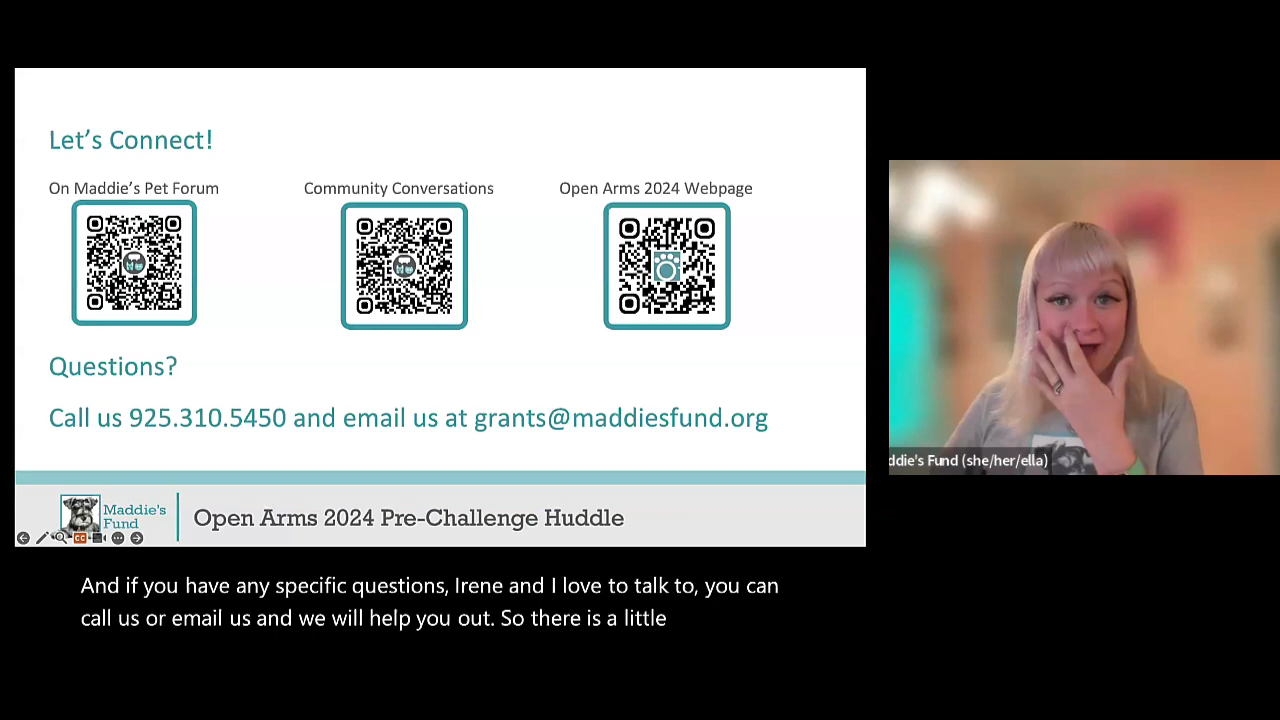 Let's Connect!
On Maddie's Pet Forum
Community Conversations
Open Arms 2024 Webpage
Questions?
Call us 925.310.5450 and email us at grants@maddiesfund.org
Maddie's
Fund
Open Arms 2024 Pre-Challenge Huddle
CC
ddie's Fund (she/her/ella)
And if you have any specific questions, Irene and I love to talk to, you can
call us or email us and we will help you out. So there is a little